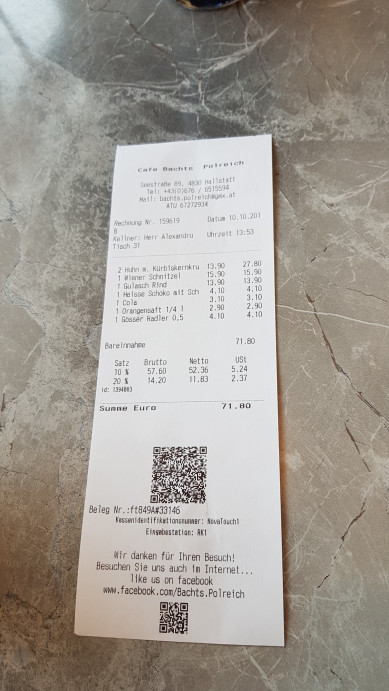 Cafe Bachts Polreich
Seestraße 89, 4830 Hallstatt
Tel: +43(0)676 / 6515594
Mail: bachts.polreich@gmx.at
ATU 67272934
Rechnung Nr. 159619 Datum 10.10.201
8
Kellner: Herr Alexandru Uhrzeit 13:53
Tisch 31
2 Huhn m. Kürbiskernkru 13,90 27.80
1 Wiener Schnitzel 15.90 15.90
1 Gulasch Rind 13.90 13.90
1 Heisse Schoko mit Sch 4.10 4,10
1 Cola 3.10 3.10
1 Orangensaft 1/4 l 2.90 2.90
1 Gösser Radler 0,5 4.10 4.10
Bareinnahme 71.80
Satz Brutto Netto USt
10 % 57.60 52.36 5.24
20 % 14.20 11.83 2.37
Summe Euro 71.80
Beleg Nr.:ft849A#33146
Kassenidentifikationsnummer: NovaTouch1
Eingabestation: RK1
Wir danken für Ihren Besuch!
Besuchen Sie uns auch im Internet...
like us on facebook
www.facebook.com/Bachts.Polreich